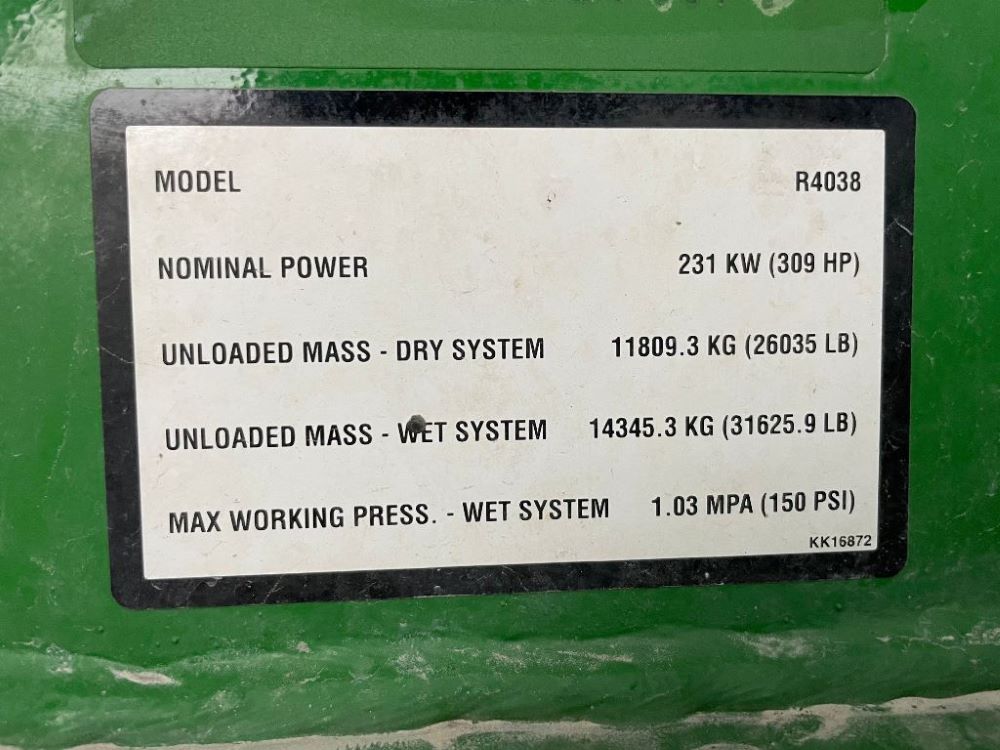 MODEL R4038
NOMINAL POWER 231 KW (309 HP)
UNLOADED MASS - DRY SYSTEM 11809.3 KG (26035 LB)
UNLOADED MASS - WET SYSTEM 14345.3 KG (31625.9 LB)
MAX WORKING PRESS. - WET SYSTEM 1.03 MPA (150 PSI)
KK16872